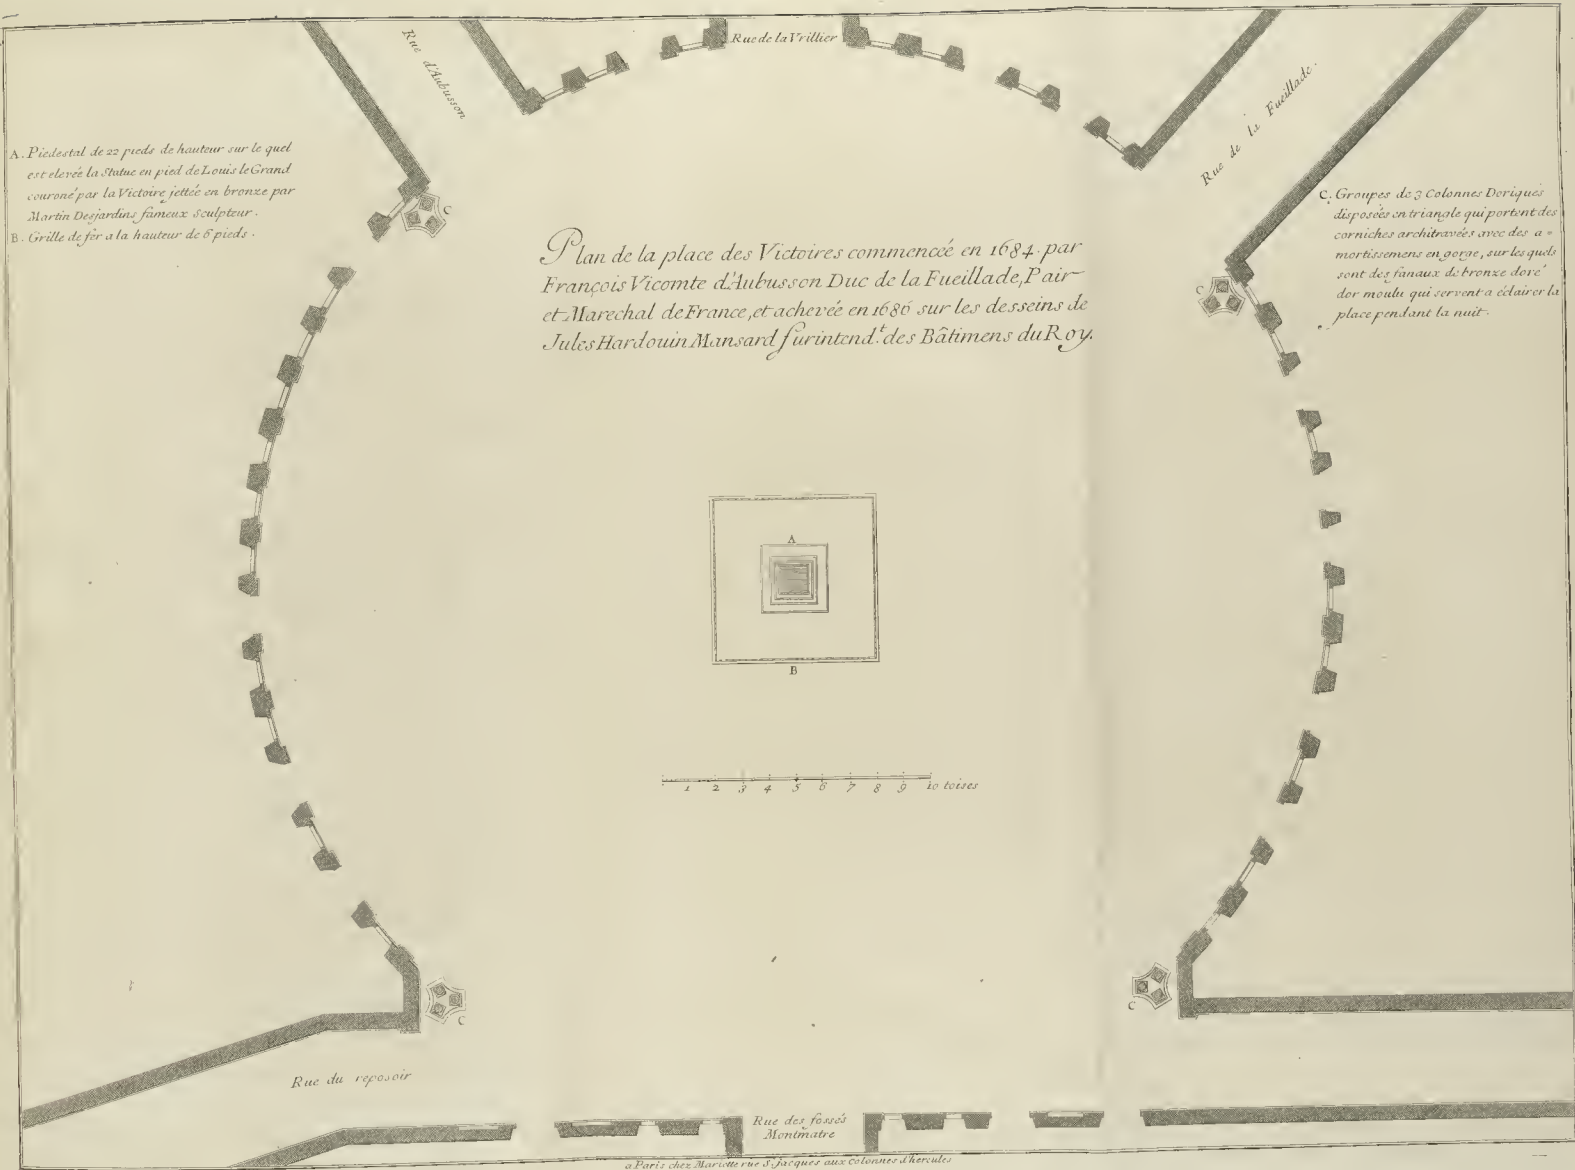 Rue d'Aubusson
Rue de la Vrillier
Rue de la Fueillade.
A. Piedestal de 22 pieds de hauteur sur le quel
est elevée la Statue en pied de Louis le Grand
couroné par la Victoire jettée en bronze par
Martin Desjardins fameux Sculpteur.
B. Grille de fer a la hauteur de 6 pieds.
C
C. Groupes de 3 Colonnes Doriques
disposées en triangle qui portent des
corniches architravées avec des a=
mortissemens en gorge, sur les quels
sont des fanaux de bronze doré
dor moulu qui servent a éclairer la
place pendant la nuit.
Plan de la place des Victoires commenceé en 1684. par
François Vicomte d'Aubusson Duc de la Fueillade, Pair
et Marechal de France, et achevée en 1686 sur les desseins de
Jules Hardouin Mansard surintend.t des Bâtimens du Roy.
C
A
B
1 2 3 4 5 6 7 8 9 10 toises
C
C
Rue du reposoir
Rue des fossés
Montmatre
a Paris chez Mariette rue St. Jacques aux Colonnes d'hercules